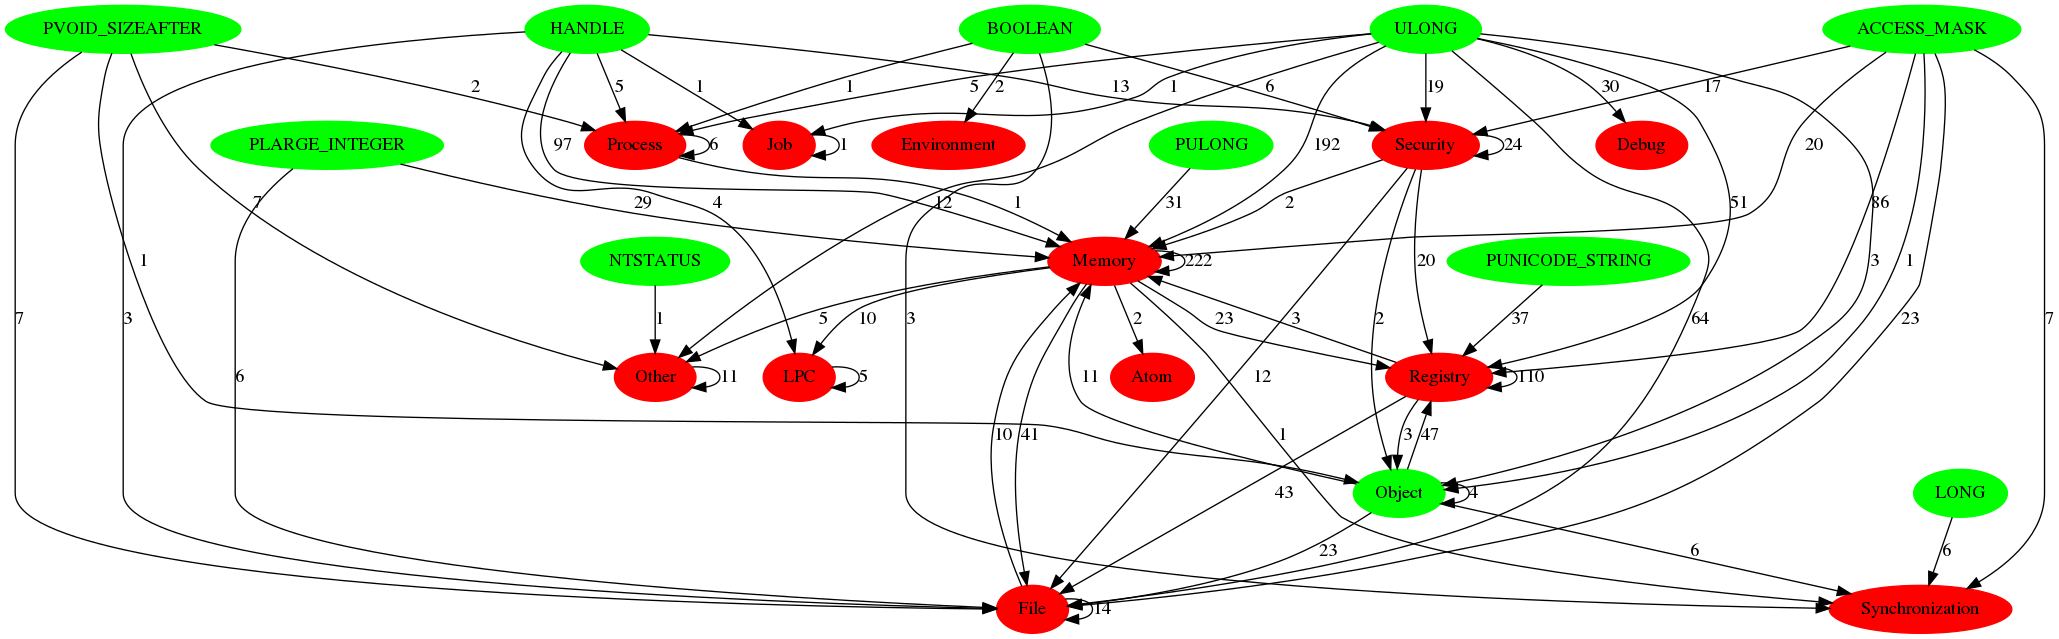 PVOID_SIZEAFTER HANDLE BOOLEAN ULONG ACCESS_MASK
2 5 1 1 5 2 13 6 1 19 30 17
PLARGE_INTEGER Process 6 Job 1 Environment 97 PULONG 192 Security 24 Debug 20
7 29 4 12 1 31 2 51 86
1 NTSTATUS Memory 222 20 PUNICODE_STRING 3 1
7 3 1 5 10 3 2 23 3 2 37 64 23 7
6 Other 11 LPC 5 11 Atom Registry 110
10 41 1 12 3 47
43 Object 4 LONG
23 6 6
File 14 Synchronization